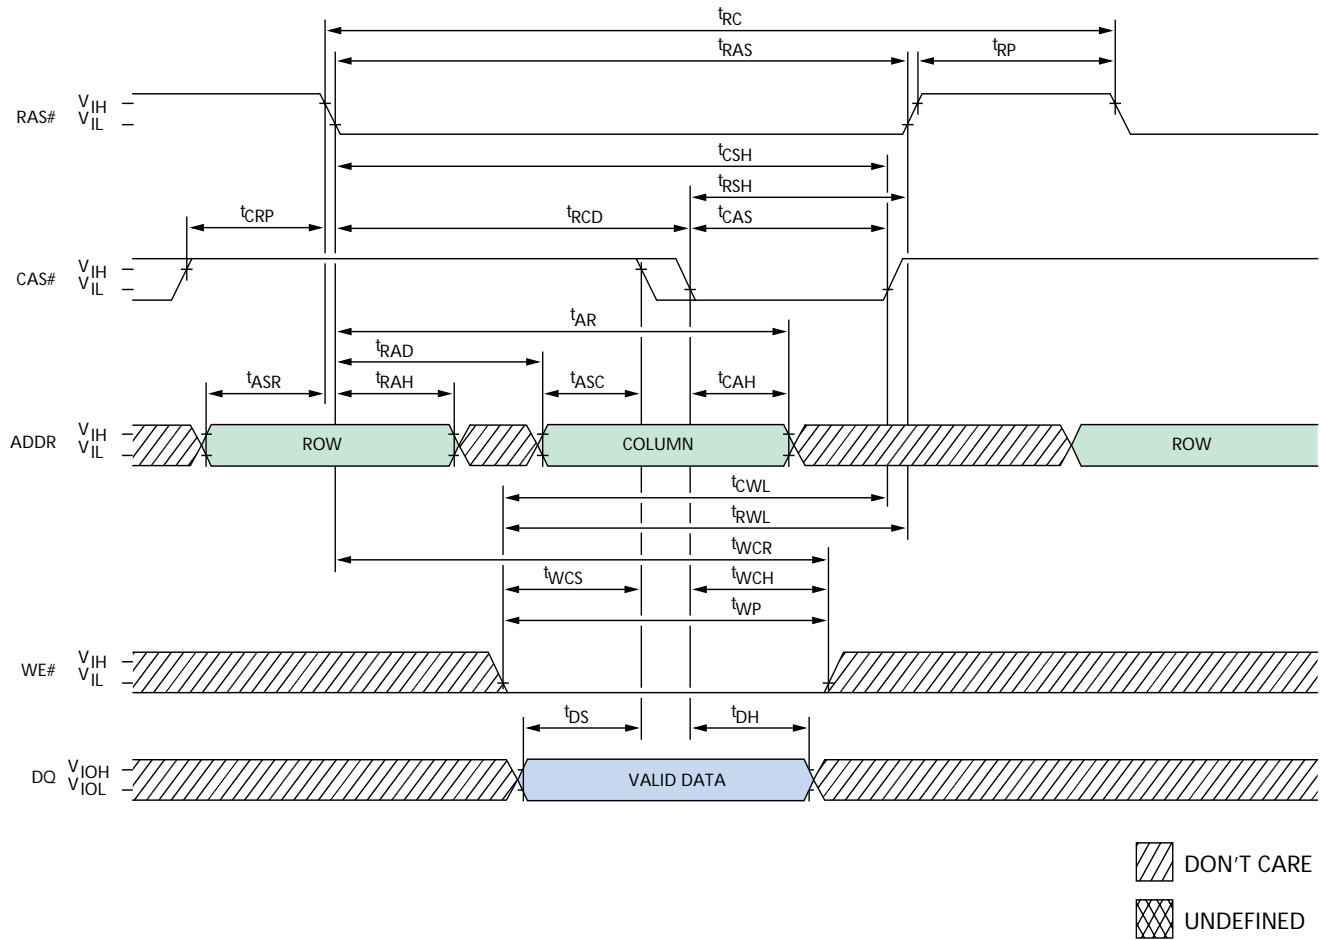 tRC
tRAS
tRP
RAS#
VIH
VIL
tCSH
tRSH
tCRP
tRCD
tCAS
CAS#
VIH
VIL
tAR
tRAD
tASR
tRAH
tASC
tCAH
ADDR
VIH
VIL
ROW
COLUMN
ROW
tCWL
tRWL
tWCR
tWCS
tWCH
tWP
WE#
VIH
VIL
tDS
tDH
DQ
VIOH
VIOL
VALID DATA
DON'T CARE
UNDEFINED